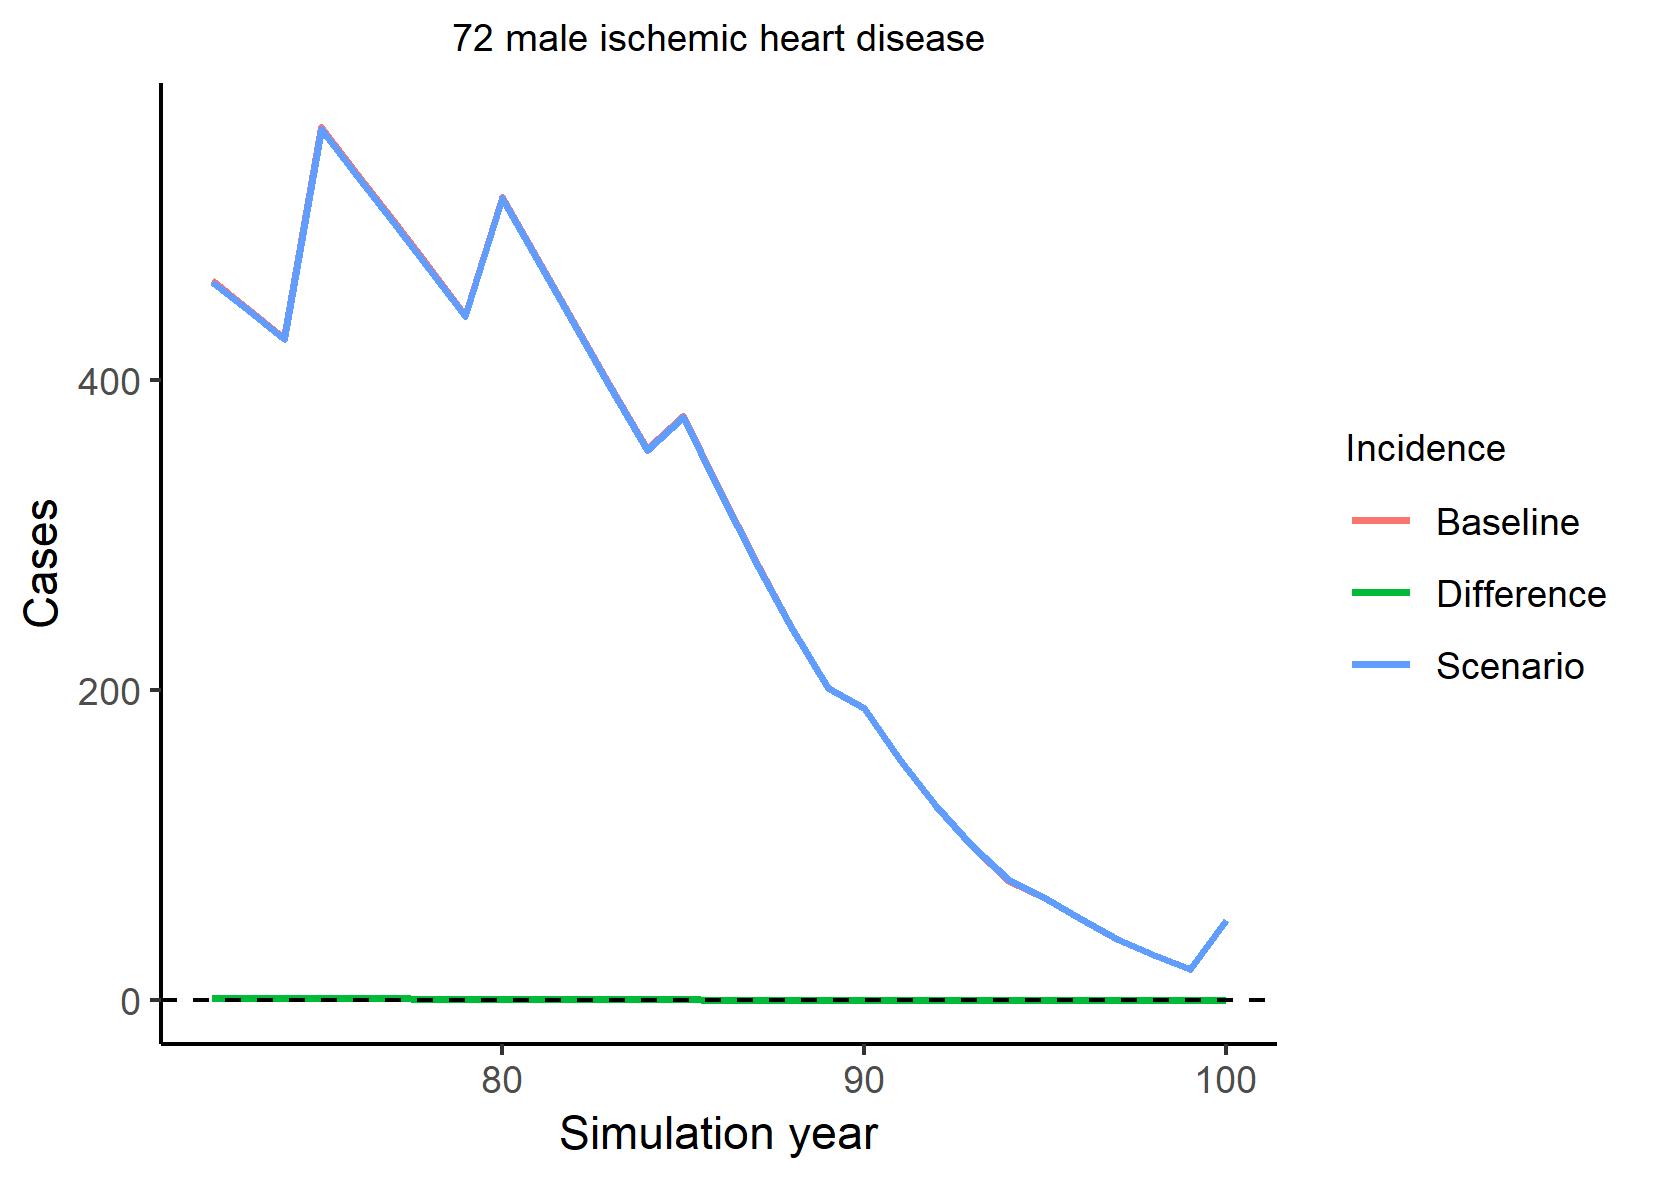 72 male ischemic heart disease
Cases
400
200
0
80 90 100
Simulation year
Incidence
Baseline
Difference
Scenario